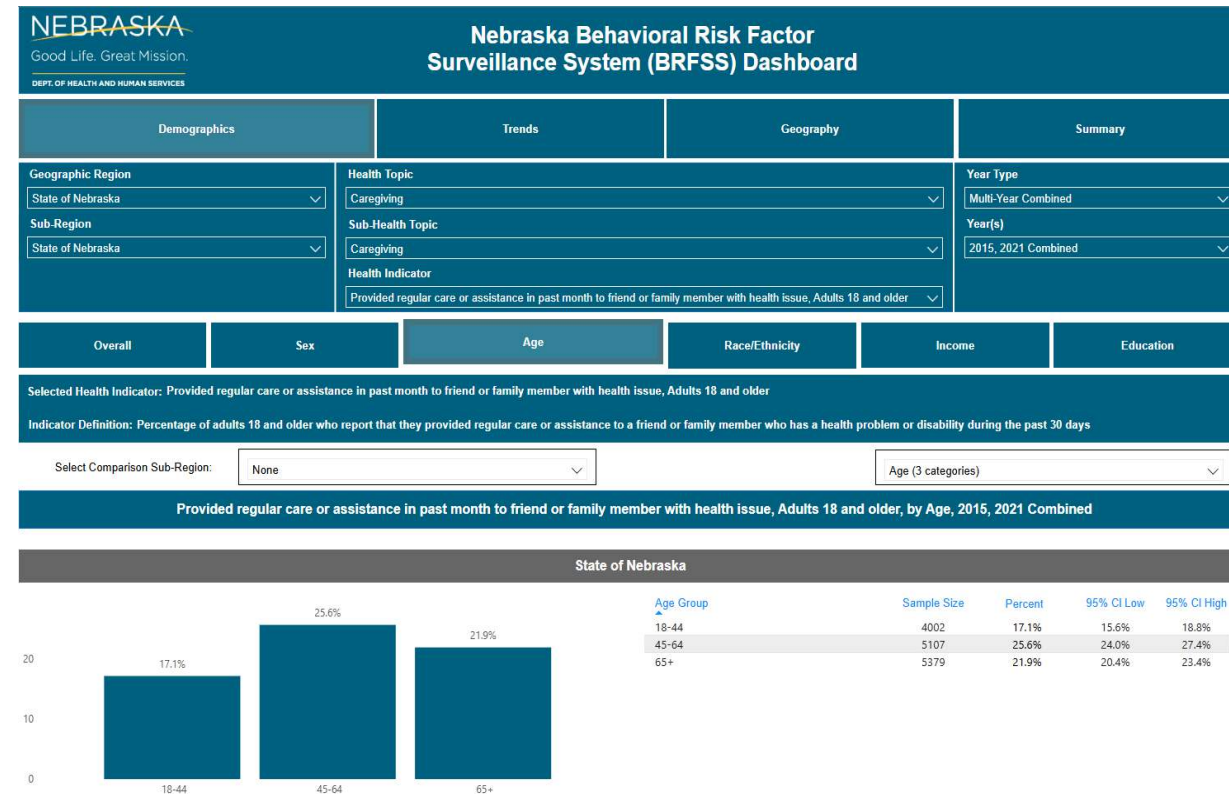 NEBRASKA
Good Life. Great Mission.
DEPT. OF HEALTH AND HUMAN SERVICES
Nebraska Behavioral Risk Factor
Surveillance System (BRFSS) Dashboard
Demographics Trends Geography Summary
Geographic Region
State of Nebraska
Sub-Region
State of Nebraska
Health Topic
Caregiving
Sub-Health Topic
Caregiving
Health Indicator
Provided regular care or assistance in past month to friend or family member with health issue, Adults 18 and older
Year Type
Multi-Year Combined
Year(s)
2015, 2021 Combined
Overall Sex Age Race/Ethnicity Income Education
Selected Health Indicator: Provided regular care or assistance in past month to friend or family member with health issue, Adults 18 and older
Indicator Definition: Percentage of adults 18 and older who report that they provided regular care or assistance to a friend or family member who has a health problem or disability during the past 30 days
Select Comparison Sub-Region: None Age (3 categories)
Provided regular care or assistance in past month to friend or family member with health issue, Adults 18 and older, by Age, 2015, 2021 Combined
State of Nebraska
25.6%
21.9%
17.1%
20
10
0
18-44 45-64 65+
Age Group Sample Size Percent 95% CI Low 95% CI High
18-44 4002 17.1% 15.6% 18.8%
45-64 5107 25.6% 24.0% 27.4%
65+ 5379 21.9% 20.4% 23.4%